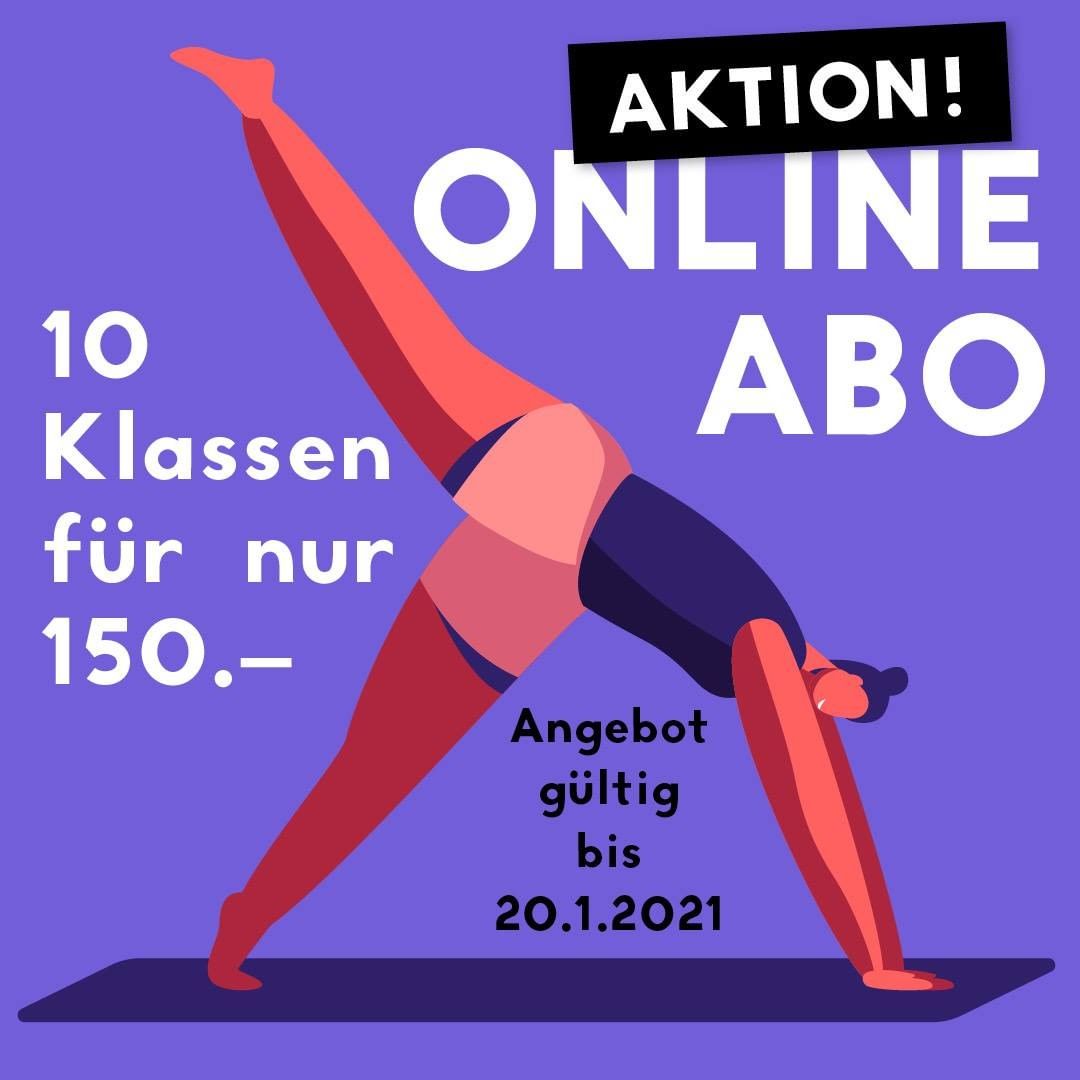 AKTION!
ONLINE
ABO
10
Klassen
für nur
150.–
Angebot
gültig
bis
20.1.2021